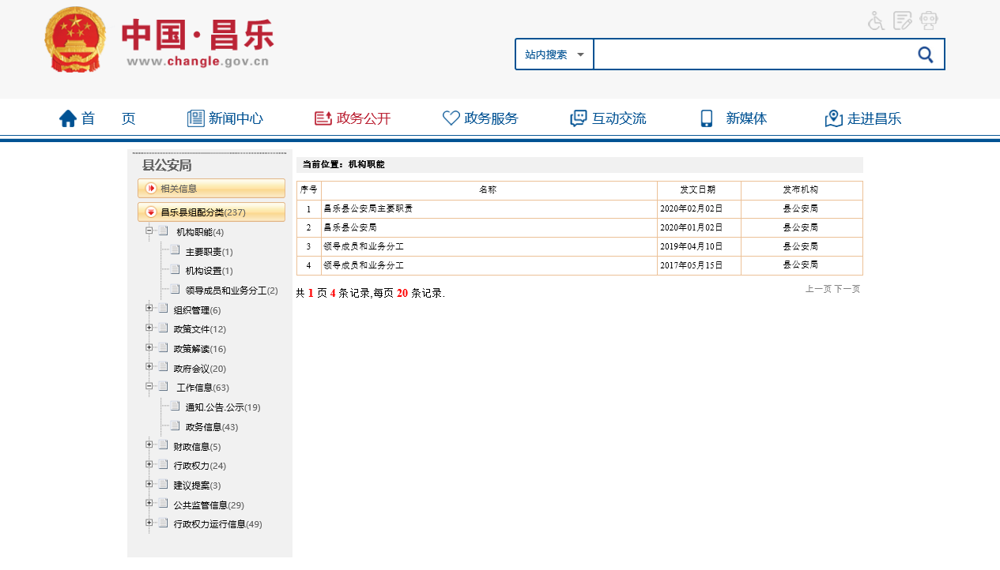 中国·昌乐
www.changle.gov.cn
站内搜索
首 页 新闻中心 政务公开 政务服务 互动交流 新媒体 走进昌乐
县公安局
相关信息
昌乐县组配分类(237)
机构职能(4)
主要职责(1)
机构设置(1)
领导成员和业务分工(2)
组织管理(6)
政策文件(12)
政策解读(16)
政府会议(20)
工作信息(63)
通知.公告.公示(19)
政务信息(43)
财政信息(5)
行政权力(24)
建议提案(3)
公共监管信息(29)
行政权力运行信息(49)
当前位置：机构职能
序号 名称 发文日期 发布机构
1 昌乐县公安局主要职责 2020年02月02日 县公安局
2 昌乐县公安局 2020年01月02日 县公安局
3 领导成员和业务分工 2019年04月10日 县公安局
4 领导成员和业务分工 2017年05月15日 县公安局
共 1 页 4 条记录,每页 20 条记录.
上一页 下一页